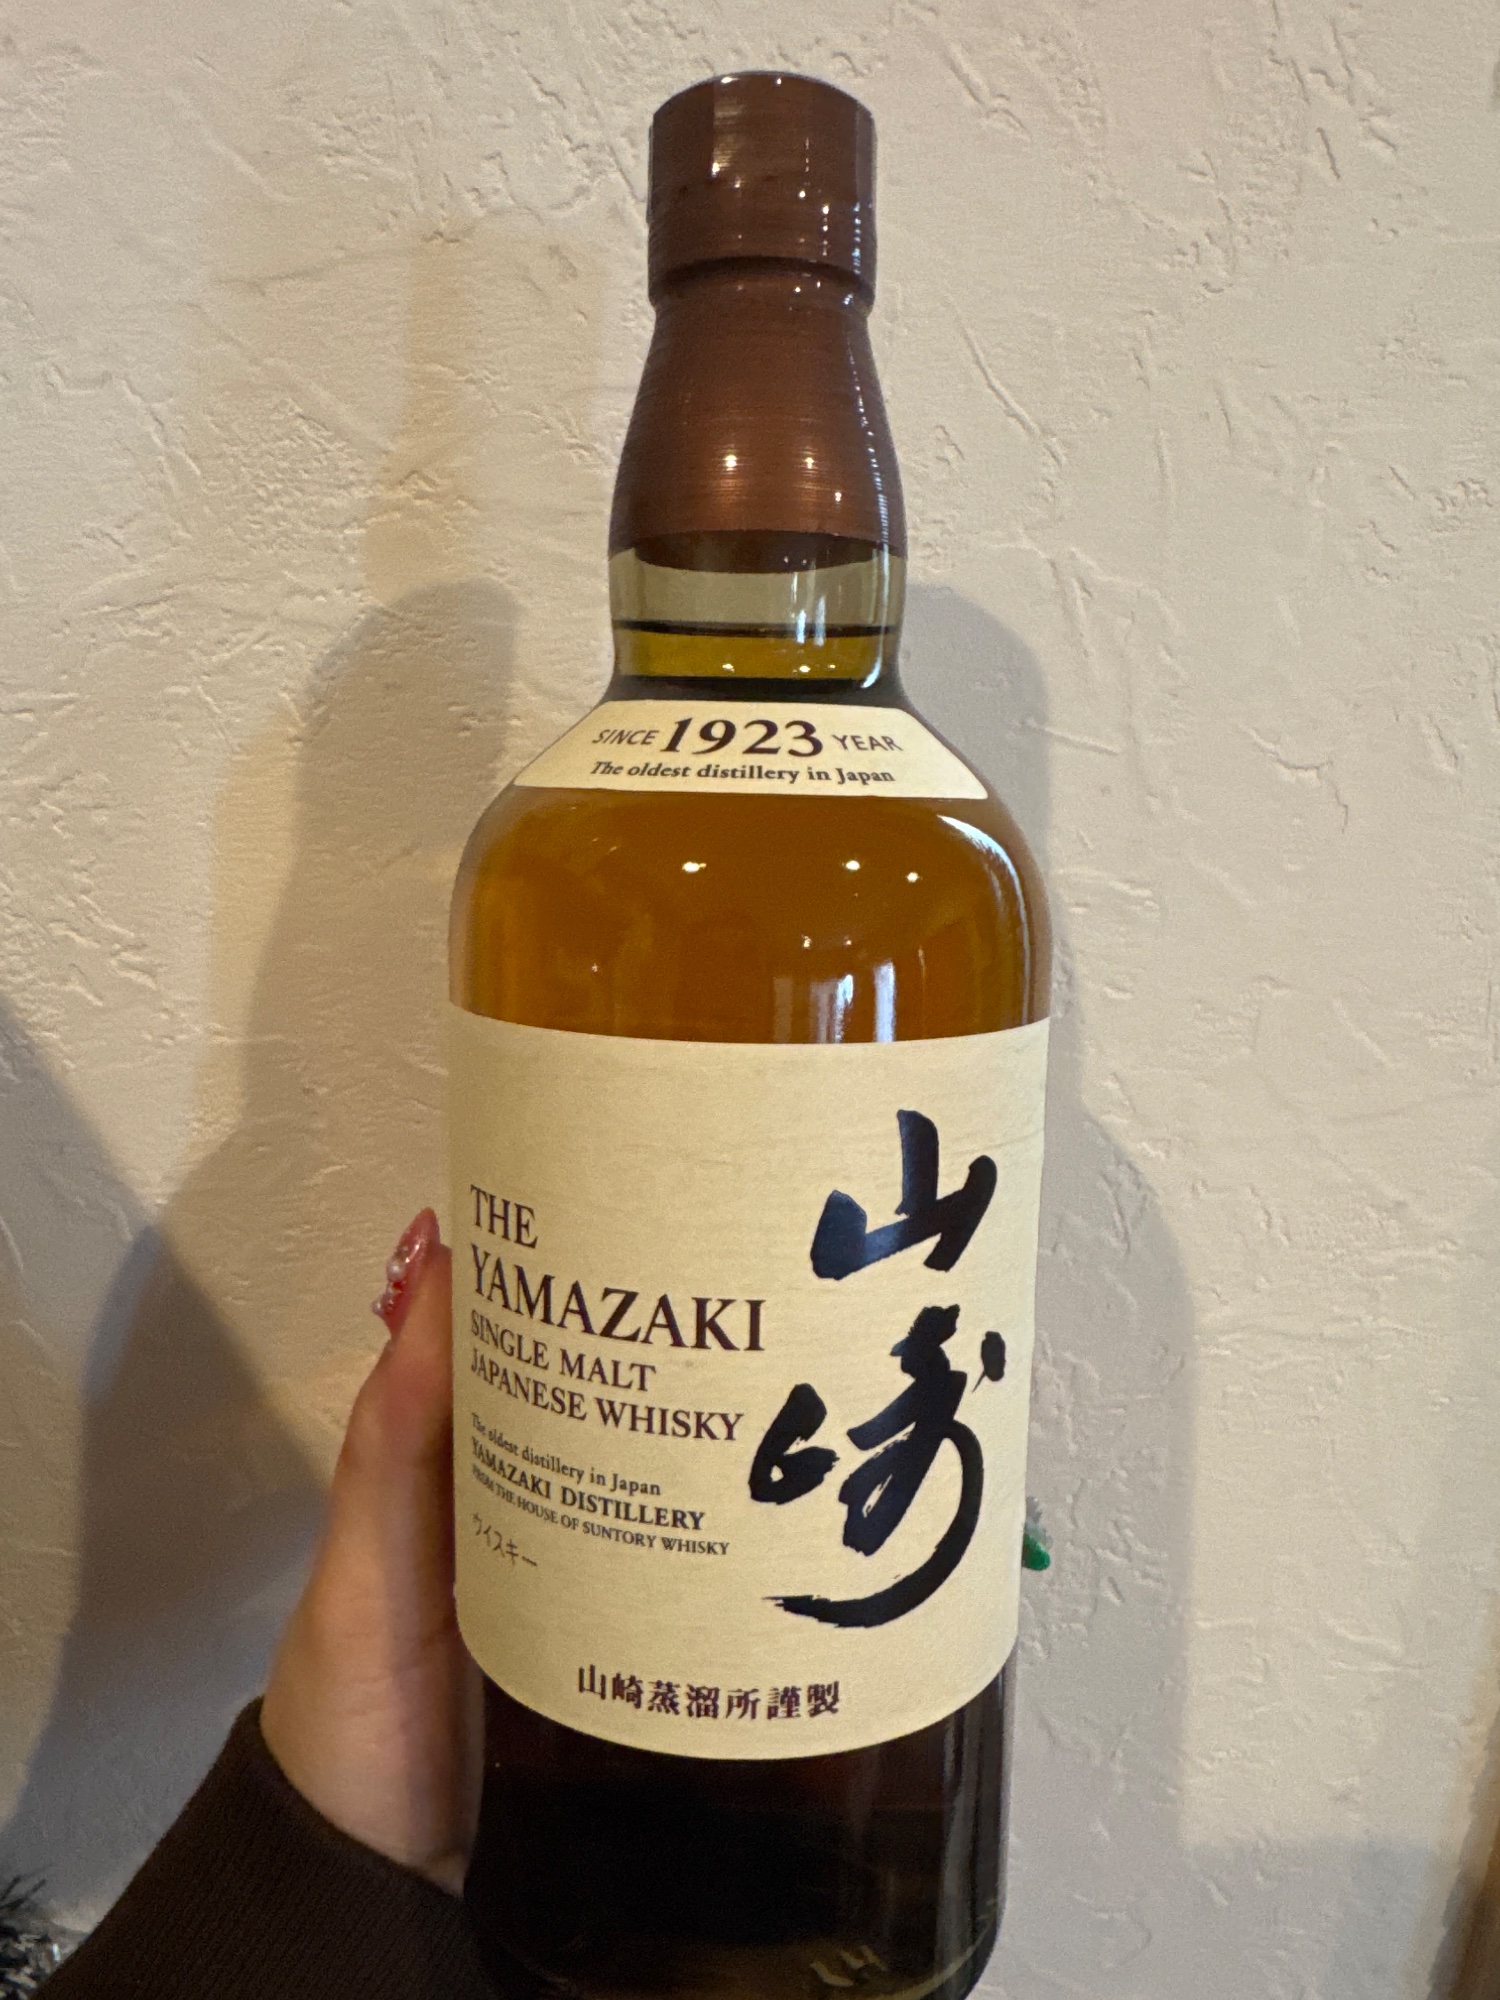 SINCE 1923 YEAR
The oldest distillery in Japan
山崎
THE
YAMAZAKI
SINGLE MALT
JAPANESE WHISKY
The oldest distillery in Japan
YAMAZAKI DISTILLERY
FROM THE HOUSE OF SUNTORY WHISKY
ウイスキー
山崎蒸溜所謹製